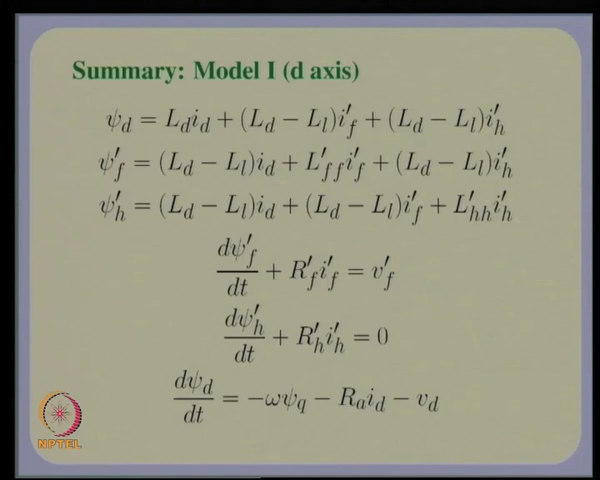 Summary: Model I (d axis)
ψ_d = L_d i_d + (L_d − L_l)i′_f + (L_d − L_l)i′_h
ψ′_f = (L_d − L_l)i_d + L′_ff i′_f + (L_d − L_l)i′_h
ψ′_h = (L_d − L_l)i_d + (L_d − L_l)i′_f + L′_hh i′_h
dψ′_f/dt + R′_f i′_f = v′_f
dψ′_h/dt + R′_h i′_h = 0
dψ_d/dt = −ωψ_q − R_a i_d − v_d
NPTEL